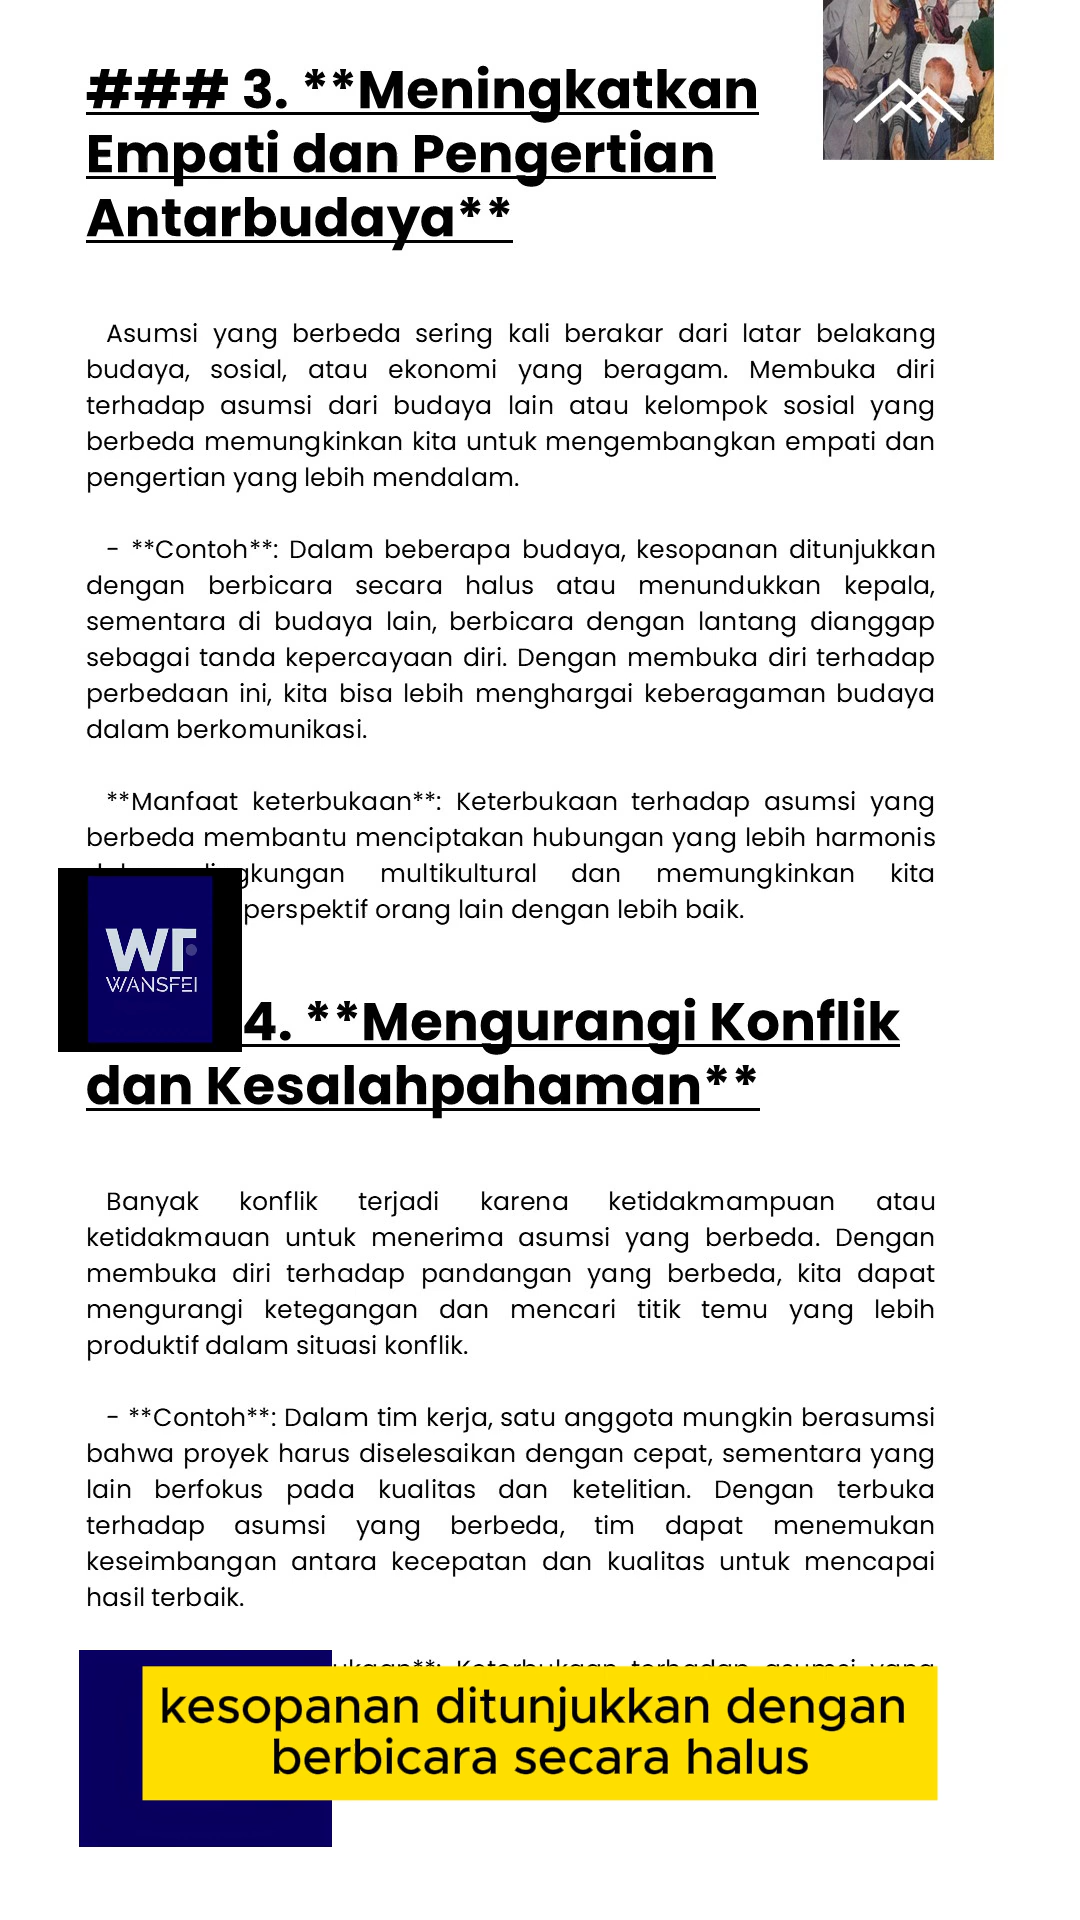 ### 3. **Meningkatkan
Empati dan Pengertian
Antarbudaya**
Asumsi yang berbeda sering kali berakar dari latar belakang
budaya, sosial, atau ekonomi yang beragam. Membuka diri
terhadap asumsi dari budaya lain atau kelompok sosial yang
berbeda memungkinkan kita untuk mengembangkan empati dan
pengertian yang lebih mendalam.
- **Contoh**: Dalam beberapa budaya, kesopanan ditunjukkan
dengan berbicara secara halus atau menundukkan kepala,
sementara di budaya lain, berbicara dengan lantang dianggap
sebagai tanda kepercayaan diri. Dengan membuka diri terhadap
perbedaan ini, kita bisa lebih menghargai keberagaman budaya
dalam berkomunikasi.
**Manfaat keterbukaan**: Keterbukaan terhadap asumsi yang
berbeda membantu menciptakan hubungan yang lebih harmonis
multikultural dan memungkinkan kita
perspektif orang lain dengan lebih baik.
WF
WANSFEI
4. **Mengurangi Konflik
dan Kesalahpahaman**
Banyak konflik terjadi karena ketidakmampuan atau
ketidakmauan untuk menerima asumsi yang berbeda. Dengan
membuka diri terhadap pandangan yang berbeda, kita dapat
mengurangi ketegangan dan mencari titik temu yang lebih
produktif dalam situasi konflik.
- **Contoh**: Dalam tim kerja, satu anggota mungkin berasumsi
bahwa proyek harus diselesaikan dengan cepat, sementara yang
lain berfokus pada kualitas dan ketelitian. Dengan terbuka
terhadap asumsi yang berbeda, tim dapat menemukan
keseimbangan antara kecepatan dan kualitas untuk mencapai
hasil terbaik.
Keterbukaan terhadap asumsi yang
kesopanan ditunjukkan dengan
berbicara secara halus